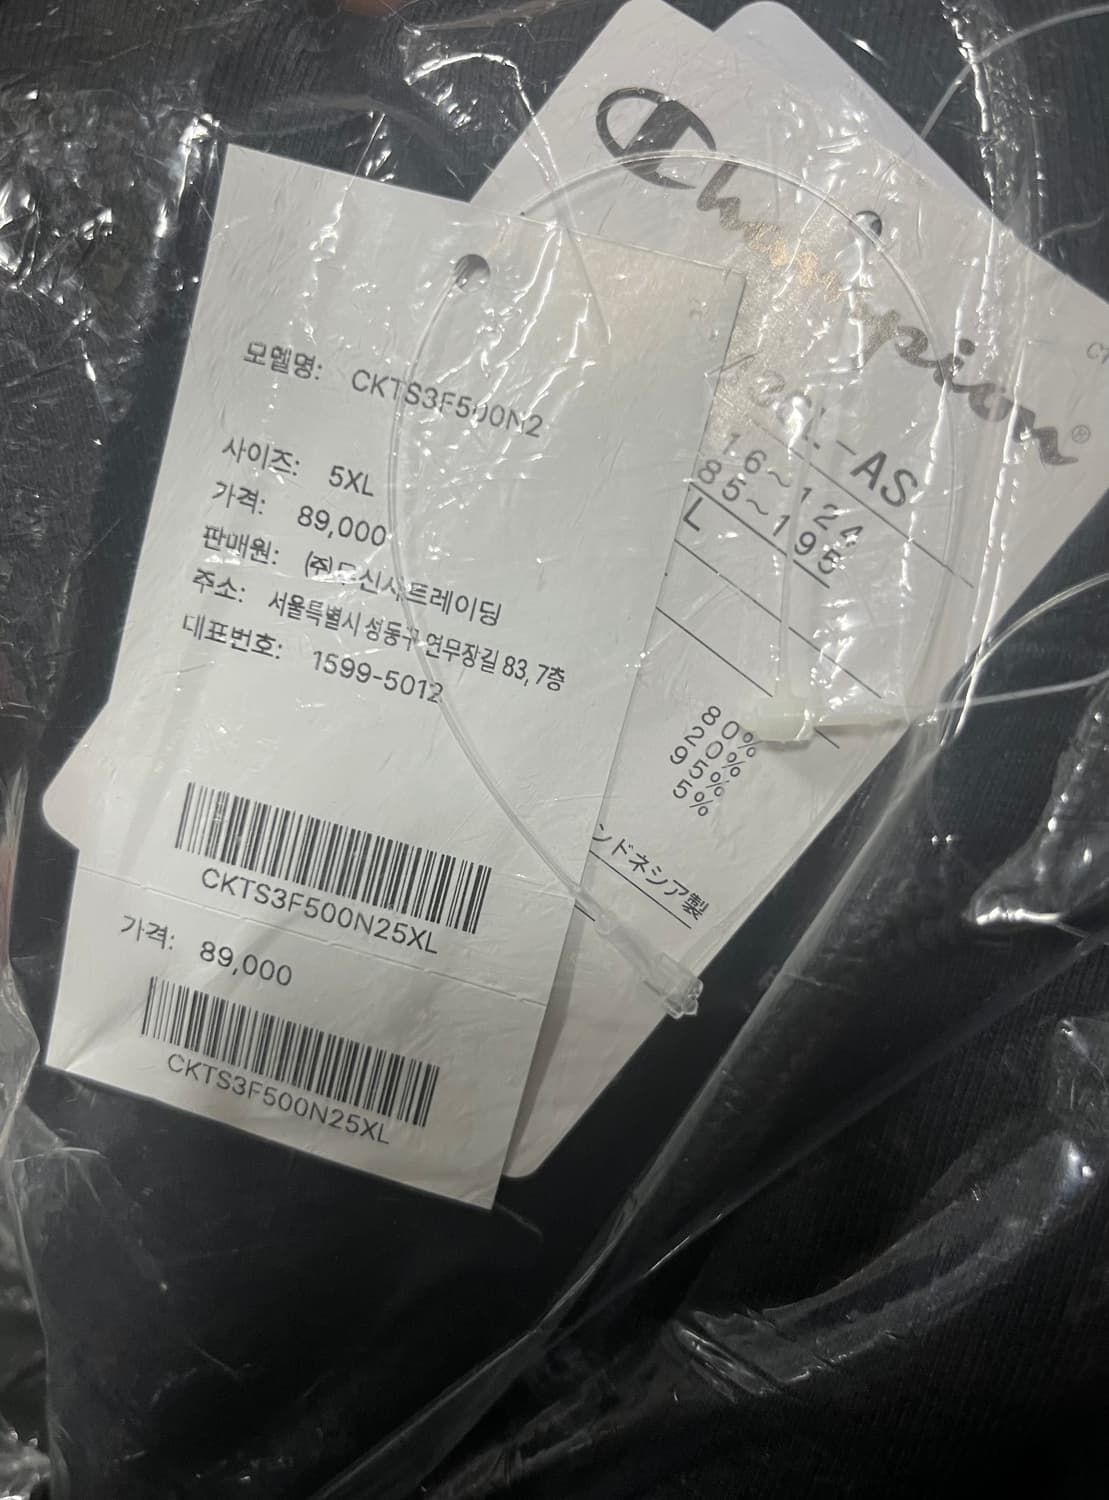 Champion®
모델명: CKTS3F500N2
사이즈: 5XL
가격: 89,000
판매원: (주)무신사트레이딩
주소: 서울특별시 성동구 연무장길 83, 7층
대표번호: 1599-5012
CKTS3F500N25XL
가격: 89,000
CKTS3F500N25XL
-AS
16~124
85~195
L
80%
20%
95%
5%
ンドネシア製